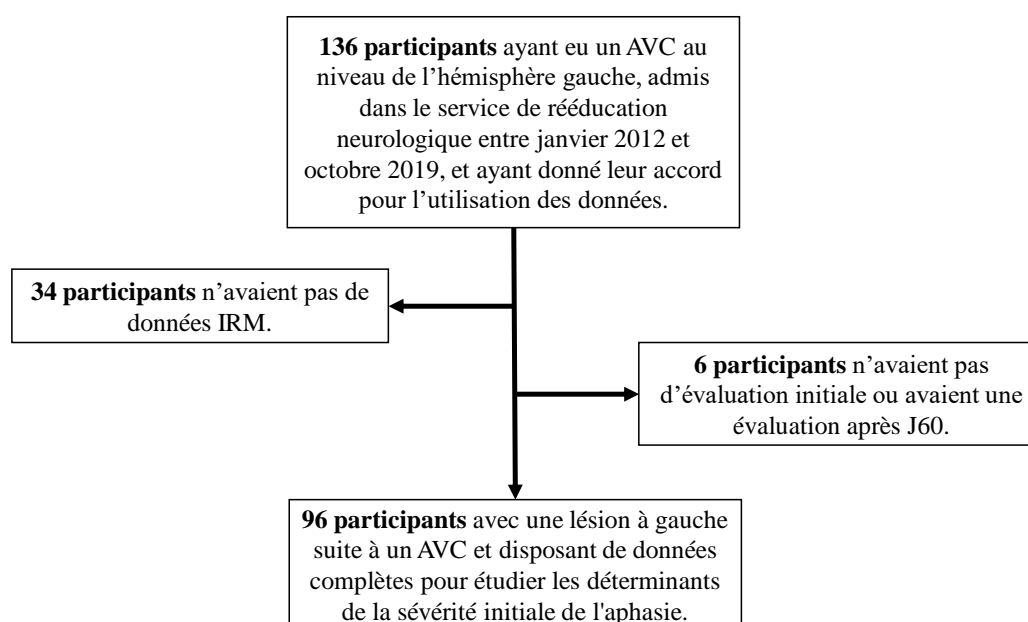 136 participants ayant eu un AVC au
niveau de l’hémisphère gauche, admis
dans le service de rééducation
neurologique entre janvier 2012 et
octobre 2019, et ayant donné leur accord
pour l’utilisation des données.
34 participants n’avaient pas de
données IRM.
6 participants n’avaient pas
d’évaluation initiale ou avaient une
évaluation après J60.
96 participants avec une lésion à gauche
suite à un AVC et disposant de données
complètes pour étudier les déterminants
de la sévérité initiale de l'aphasie.